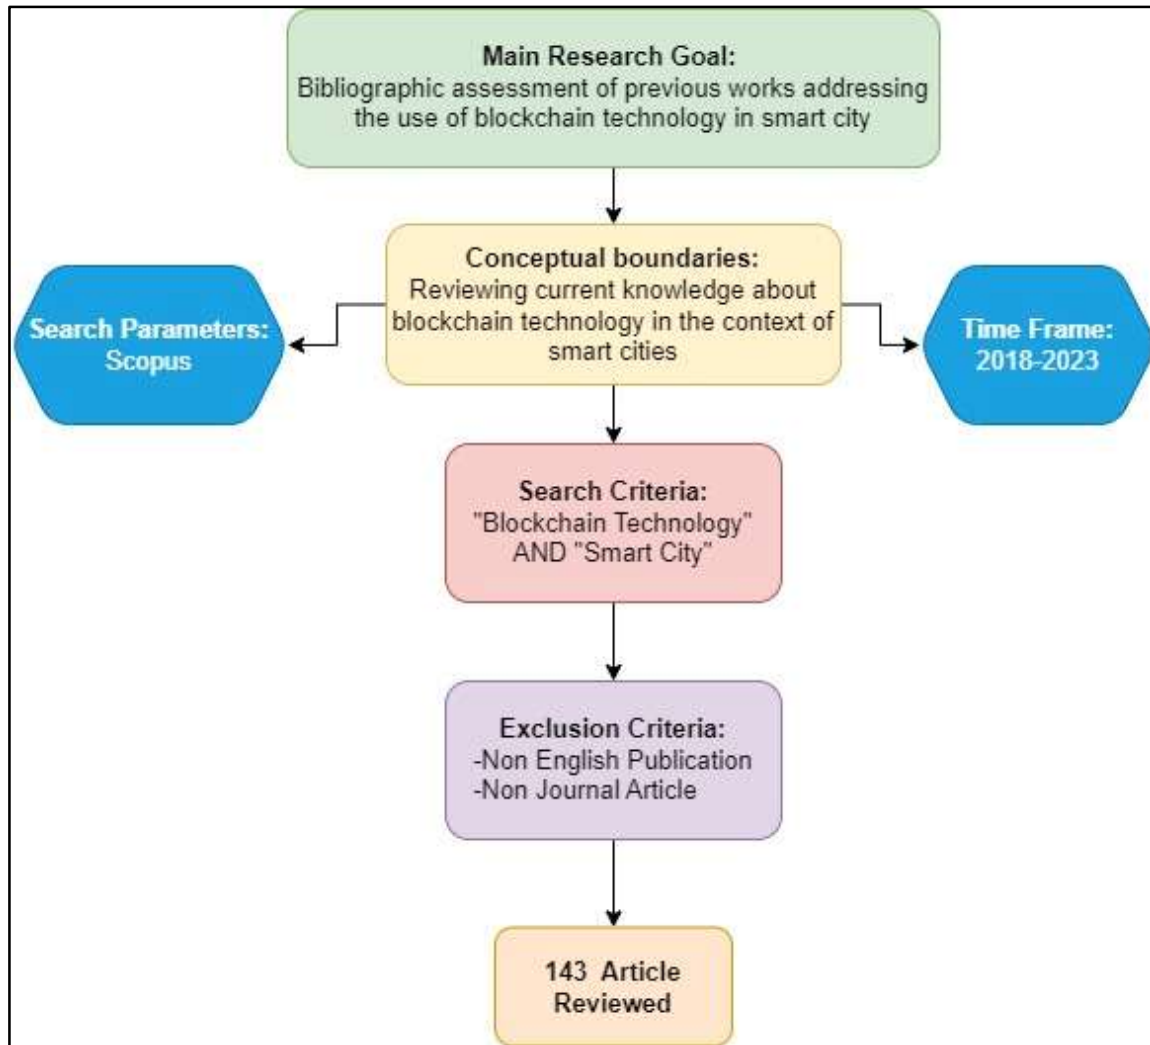 Main Research Goal:
Bibliographic assessment of previous works addressing
the use of blockchain technology in smart city
Conceptual boundaries:
Reviewing current knowledge about
blockchain technology in the context of
smart cities
Search Parameters:
Scopus
Time Frame:
2018-2023
Search Criteria:
"Blockchain Technology"
AND "Smart City"
Exclusion Criteria:
-Non English Publication
-Non Journal Article
143 Article
Reviewed